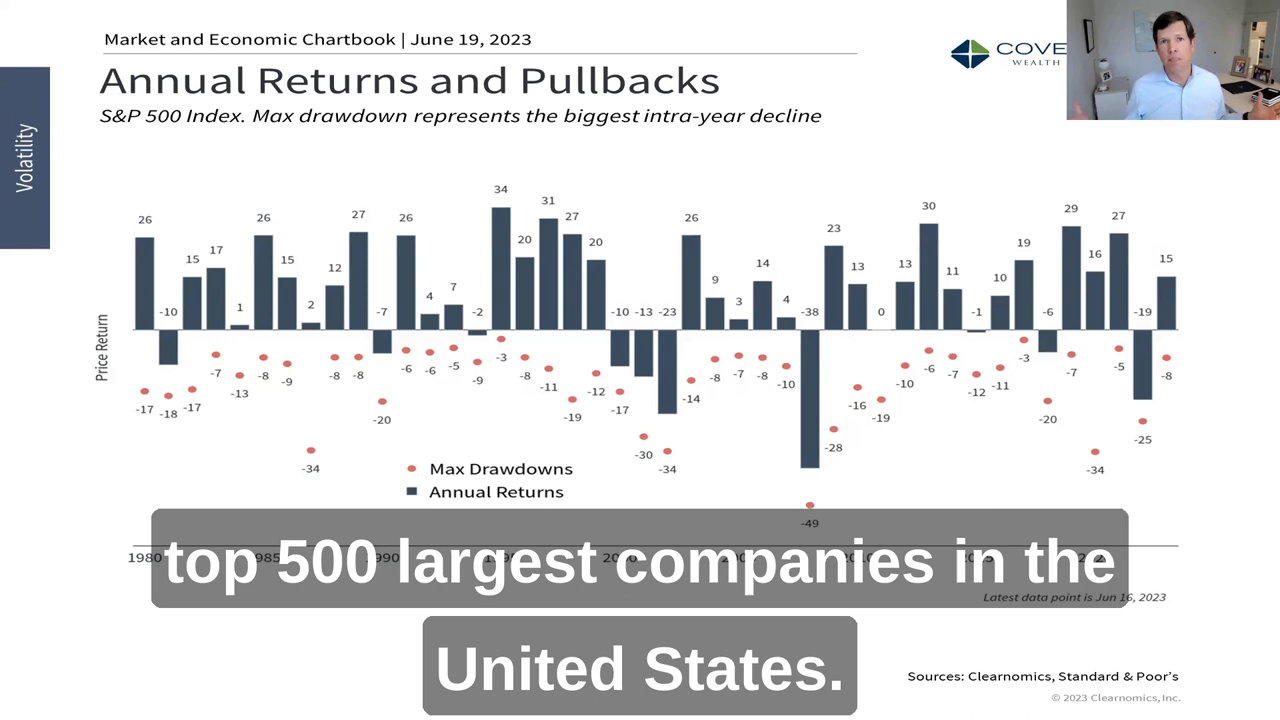 Market and Economic Chartbook | June 19, 2023
COVE
WEALTH
Annual Returns and Pullbacks
S&P 500 Index. Max drawdown represents the biggest intra-year decline
Volatility
Price Return
26 -10 15 17 1 26 15 2 12 27 -7 26 4 7 -2 34 20 31 27 20 -10 -13 -23 26 9 3 14 4 -38 23 13 0 13 30 11 -1 10 19 -6 29 16 27 -19 15
-17 -18 -17 -7 -13 -8 -9 -34 -8 -8 -20 -6 -6 -5 -9 -3 -8 -11 -19 -12 -17 -30 -34 -14 -8 -7 -8 -10 -49 -28 -16 -19 -10 -6 -7 -12 -11 -3 -20 -7 -34 -5 -25 -8
Max Drawdowns
Annual Returns
1980
top 500 largest companies in the
United States.
Latest data point is Jun 16, 2023
Sources: Clearnomics, Standard & Poor's
© 2023 Clearnomics, Inc.